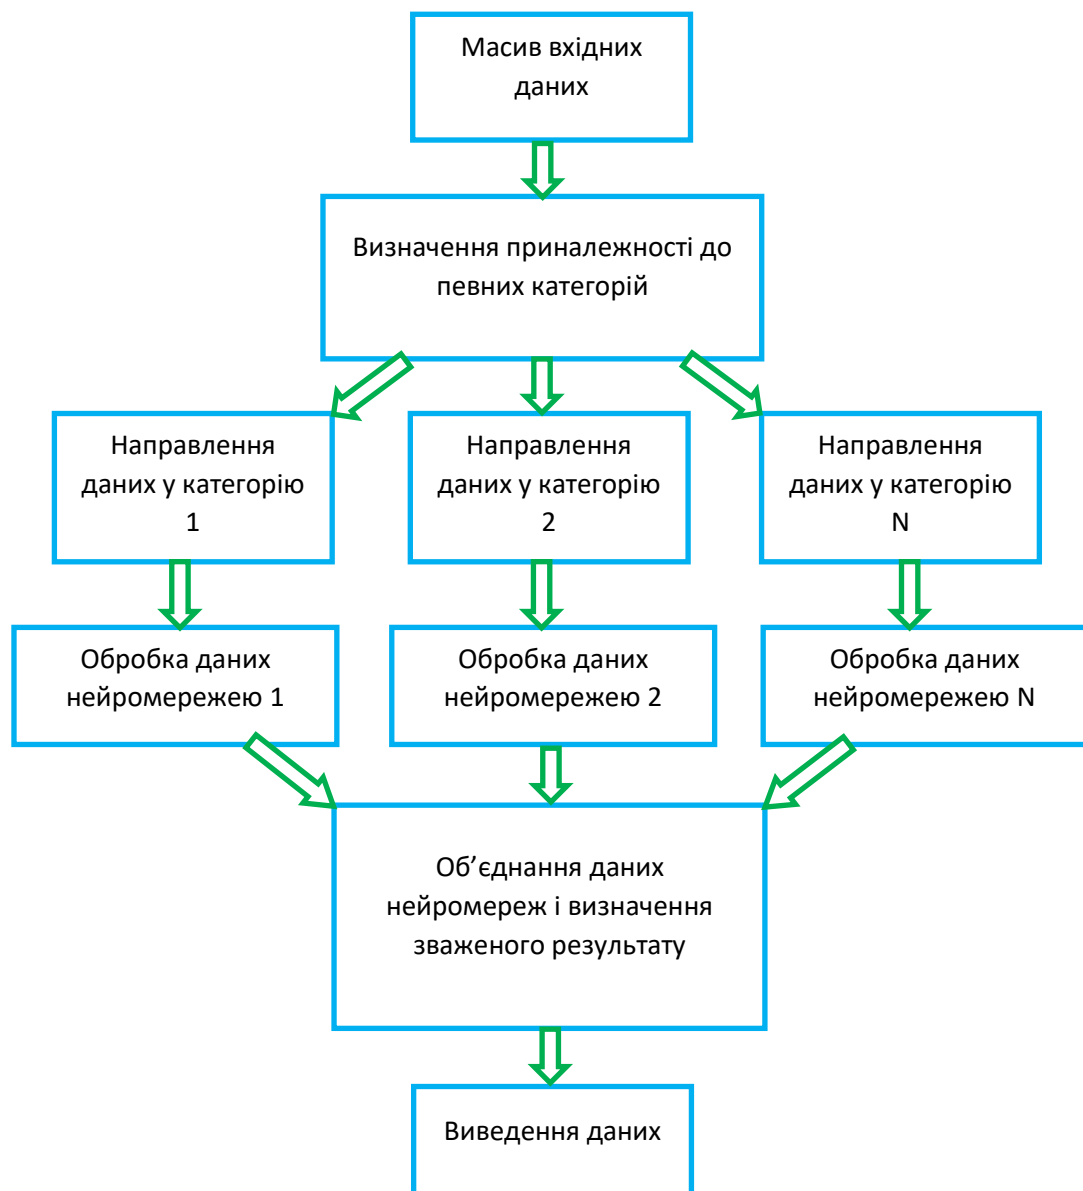 Масив вхідних
даних
Визначення приналежності до
певних категорій
Направлення
даних у категорію
1
Направлення
даних у категорію
2
Направлення
даних у категорію
N
Обробка даних
нейромережею 1
Обробка даних
нейромережею 2
Обробка даних
нейромережею N
Об’єднання даних
нейромереж і визначення
зваженого результату
Виведення даних